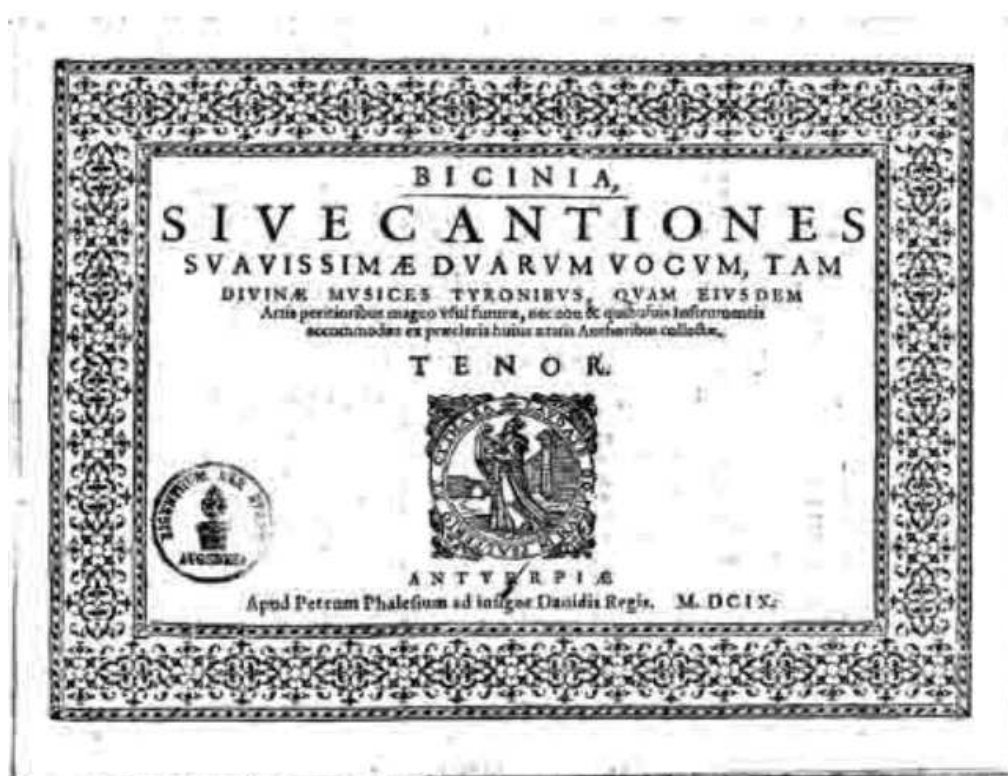 BICINIA,
SIVE CANTIONES
SVAVISSIMÆ DVARVM VOCVM, TAM
DIVINÆ MVSICES TYRONIBVS, QVAM EIVSDEM
Artis peritioribus magno vsui futuræ, nec non & quibusuis Instrumentis
accommodæ ex præclaris huius ætatis Authoribus collectæ.
TENOR.
ANTVERPIÆ
Apud Petrum Phalesium ad insigne Dauidis Regis. M. DCIX.